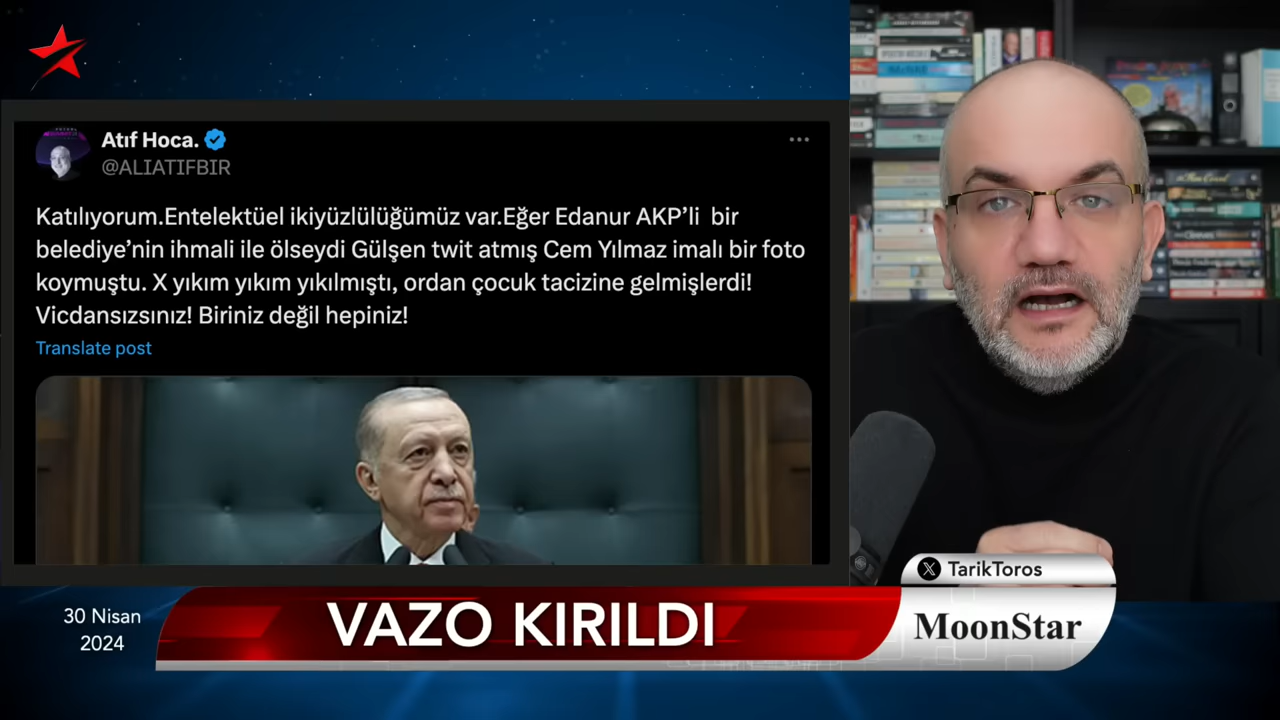 Atıf Hoca.
@ALIATIFBIR
Katılıyorum.Entelektüel ikiyüzlülüğümüz var.Eğer Edanur AKP’li  bir
belediye’nin ihmali ile ölseydi Gülşen twit atmış Cem Yılmaz imalı bir foto
koymuştu. X yıkım yıkım yıkılmıştı, ordan çocuk tacizine gelmişlerdi!
Vicdansızsınız! Biriniz değil hepiniz!
Translate post
TarikToros
30 Nisan
2024
VAZO KIRILDI
MoonStar